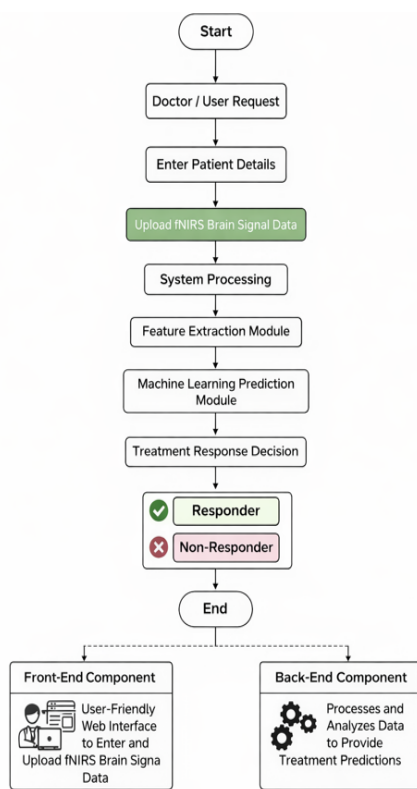 Start
Doctor / User Request
Enter Patient Details
Upload fNIRS Brain Signal Data
System Processing
Feature Extraction Module
Machine Learning Prediction
Module
Treatment Response Decision
Responder
Non-Responder
End
Front-End Component
User-Friendly
Web Interface
to Enter and
Upload fNIRS Brain Signa
Data
Back-End Component
Processes and
Analyzes Data
to Provide
Treatment Predictions